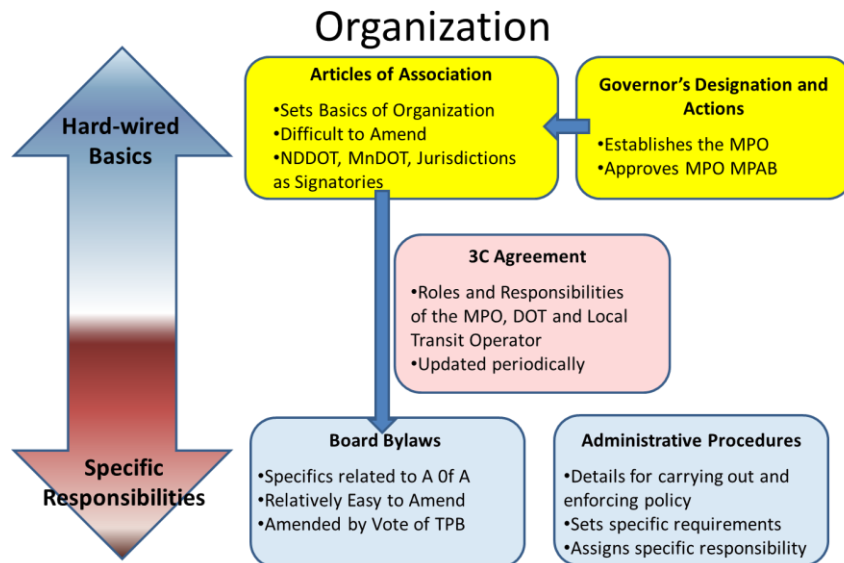 Organization
Hard-wired
Basics
Articles of Association
•Sets Basics of Organization
•Difficult to Amend
•NDDOT, MnDOT, Jurisdictions
as Signatories
Governor's Designation and
Actions
•Establishes the MPO
•Approves MPO MPAB
3C Agreement
•Roles and Responsibilities
of the MPO, DOT and Local
Transit Operator
•Updated periodically
Specific
Responsibilities
Board Bylaws
•Specifics related to A 0f A
•Relatively Easy to Amend
•Amended by Vote of TPB
Administrative Procedures
•Details for carrying out and
enforcing policy
•Sets specific requirements
•Assigns specific responsibility